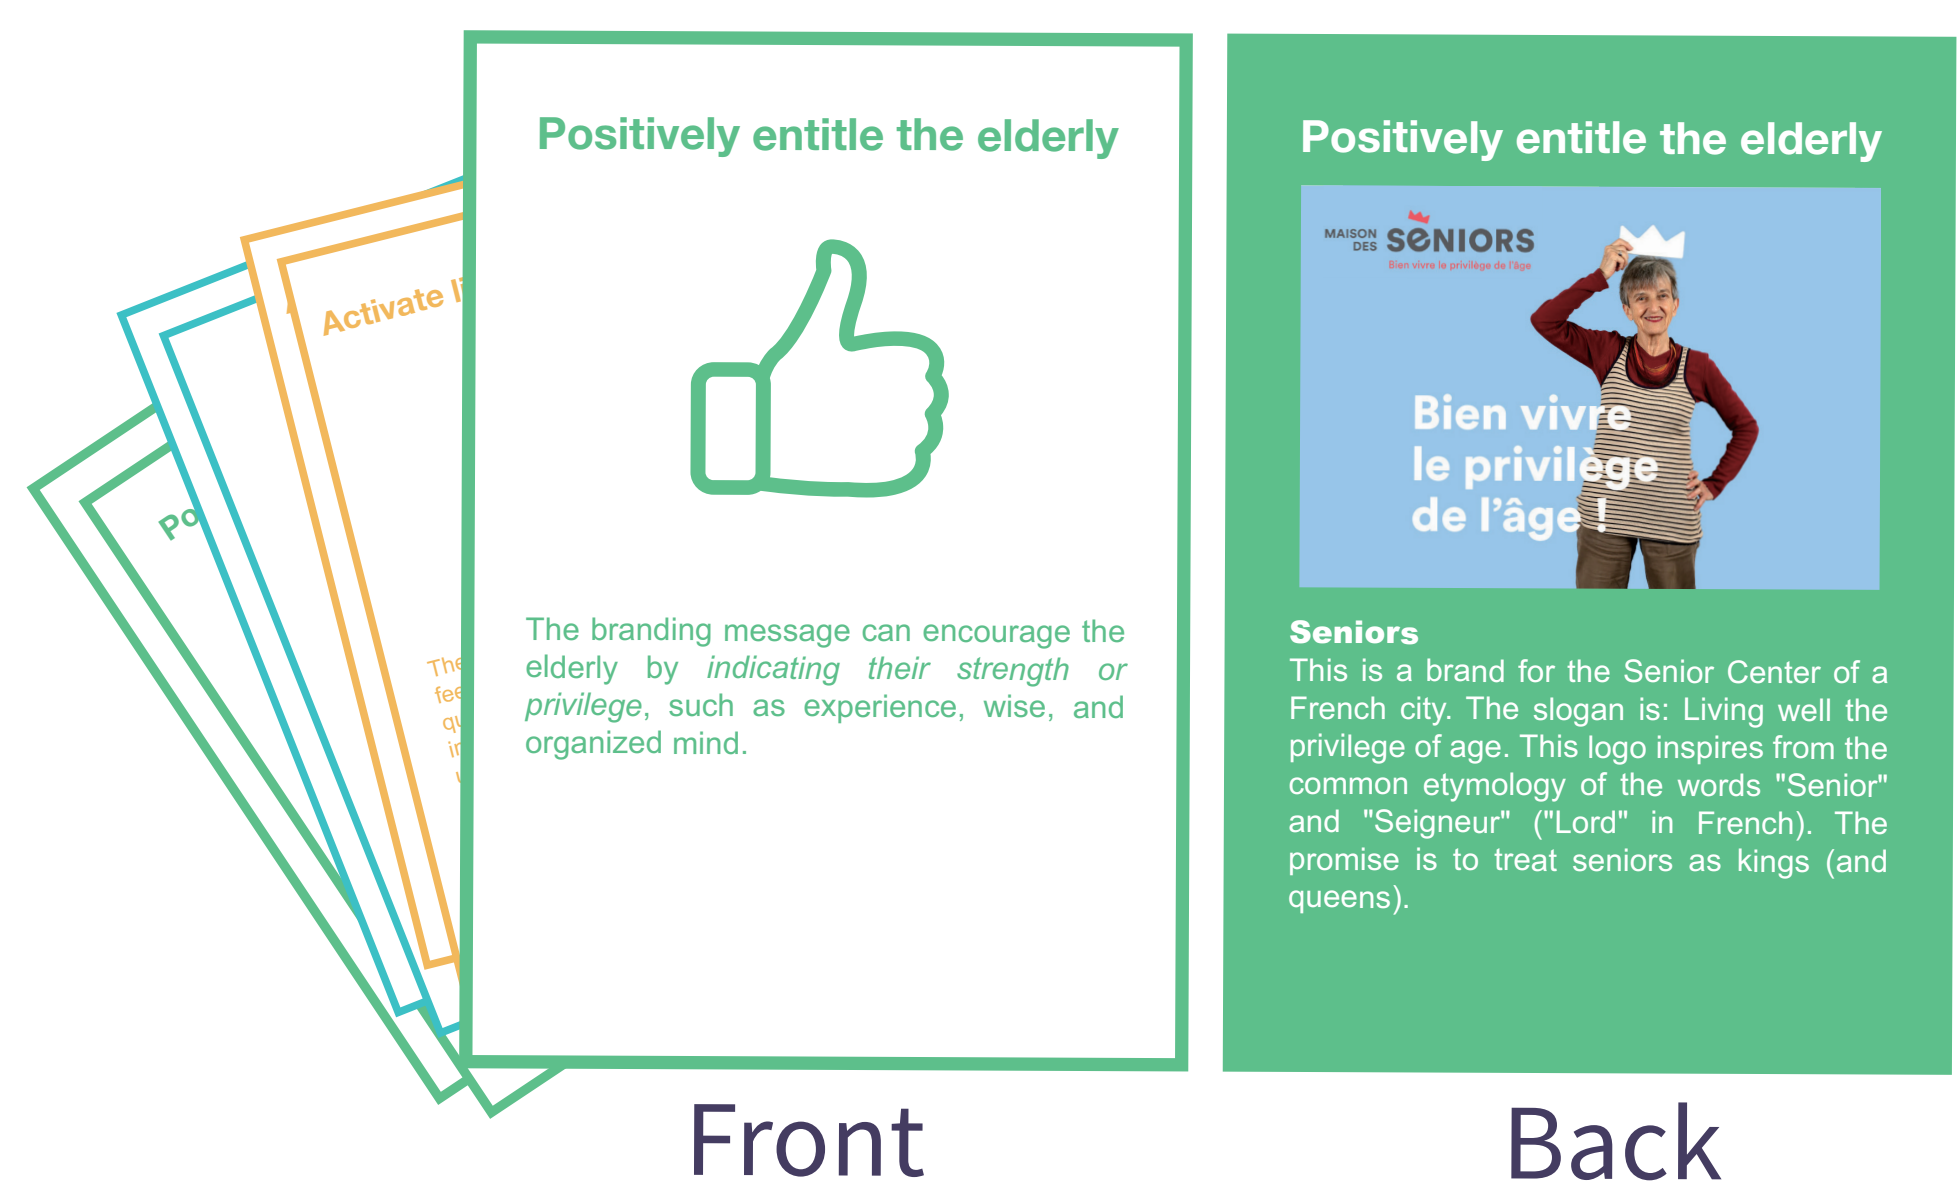 Positively entitle the elderly
The branding message can encourage the
elderly by indicating their strength or
privilege, such as experience, wise, and
organized mind.
Activate
The
Front
Positively entitle the elderly
MAISON
DES SENIORS
Bien vivre le privilège de l'âge
Bien vivre
le privilège
de l'âge !
Seniors
This is a brand for the Senior Center of a
French city. The slogan is: Living well the
privilege of age. This logo inspires from the
common etymology of the words "Senior"
and "Seigneur" ("Lord" in French). The
promise is to treat seniors as kings (and
queens).
Back